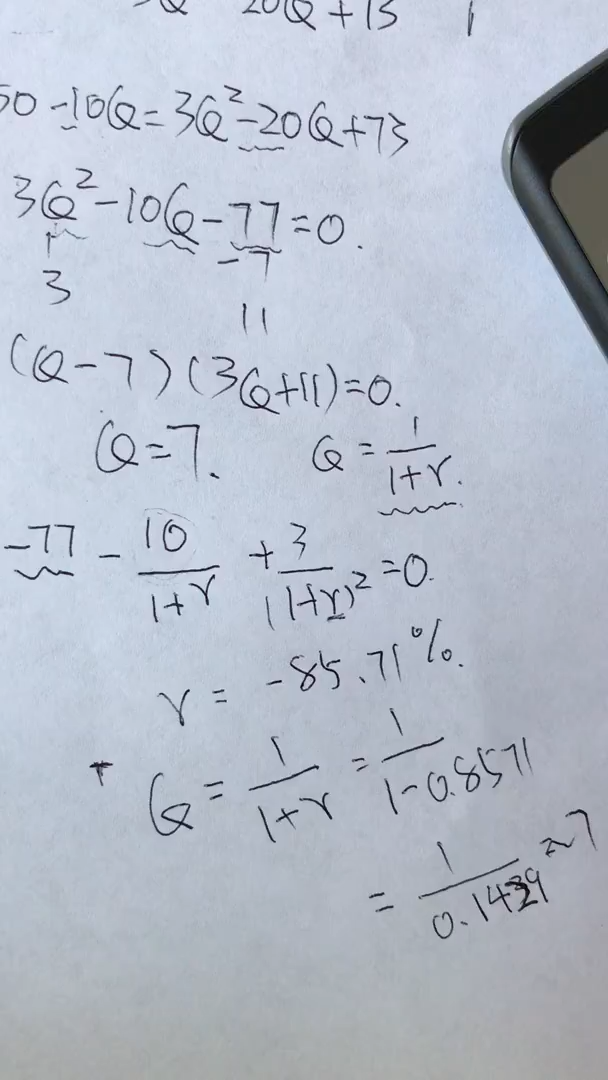 20Q+13
50-10Q=3Q²-20Q+73
3Q²-10Q-77=0.
3 -7
11
(Q-7)(3Q+11)=0.
Q=7. Q=1/(1+r).
-77 - 10/(1+r) + 3/(1+r)²=0.
r = -85.71%.
Q = 1/(1+r) = 1/(1-0.8571)
= 1/0.1429 ≈7